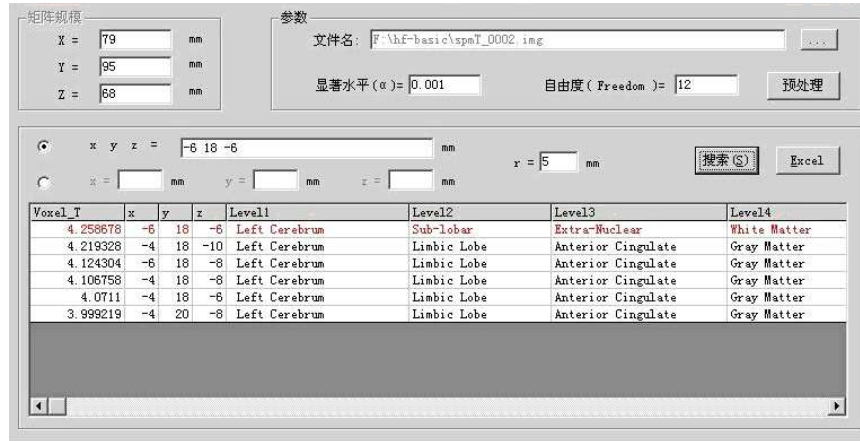 矩阵规模
X = 79 mm
Y = 95 mm
Z = 68 mm
参数
文件名: F:\hf-basic\spmT_0002.img ...
显著水平(α)= 0.001 自由度( Freedom )= 12 预处理
x y z = -6 18 -6 mm r = 5 mm 搜索(S) Excel
x = mm y = mm z = mm
Voxel_T x y z Level1 Level2 Level3 Level4
4.258678 -6 18 -6 Left Cerebrum Sub-lobar Extra-Nuclear White Matter
4.219328 -4 18 -10 Left Cerebrum Limbic Lobe Anterior Cingulate Gray Matter
4.124304 -6 18 -8 Left Cerebrum Limbic Lobe Anterior Cingulate Gray Matter
4.106758 -4 18 -8 Left Cerebrum Limbic Lobe Anterior Cingulate Gray Matter
4.0711 -4 18 -6 Left Cerebrum Limbic Lobe Anterior Cingulate Gray Matter
3.999219 -4 20 -8 Left Cerebrum Limbic Lobe Anterior Cingulate Gray Matter